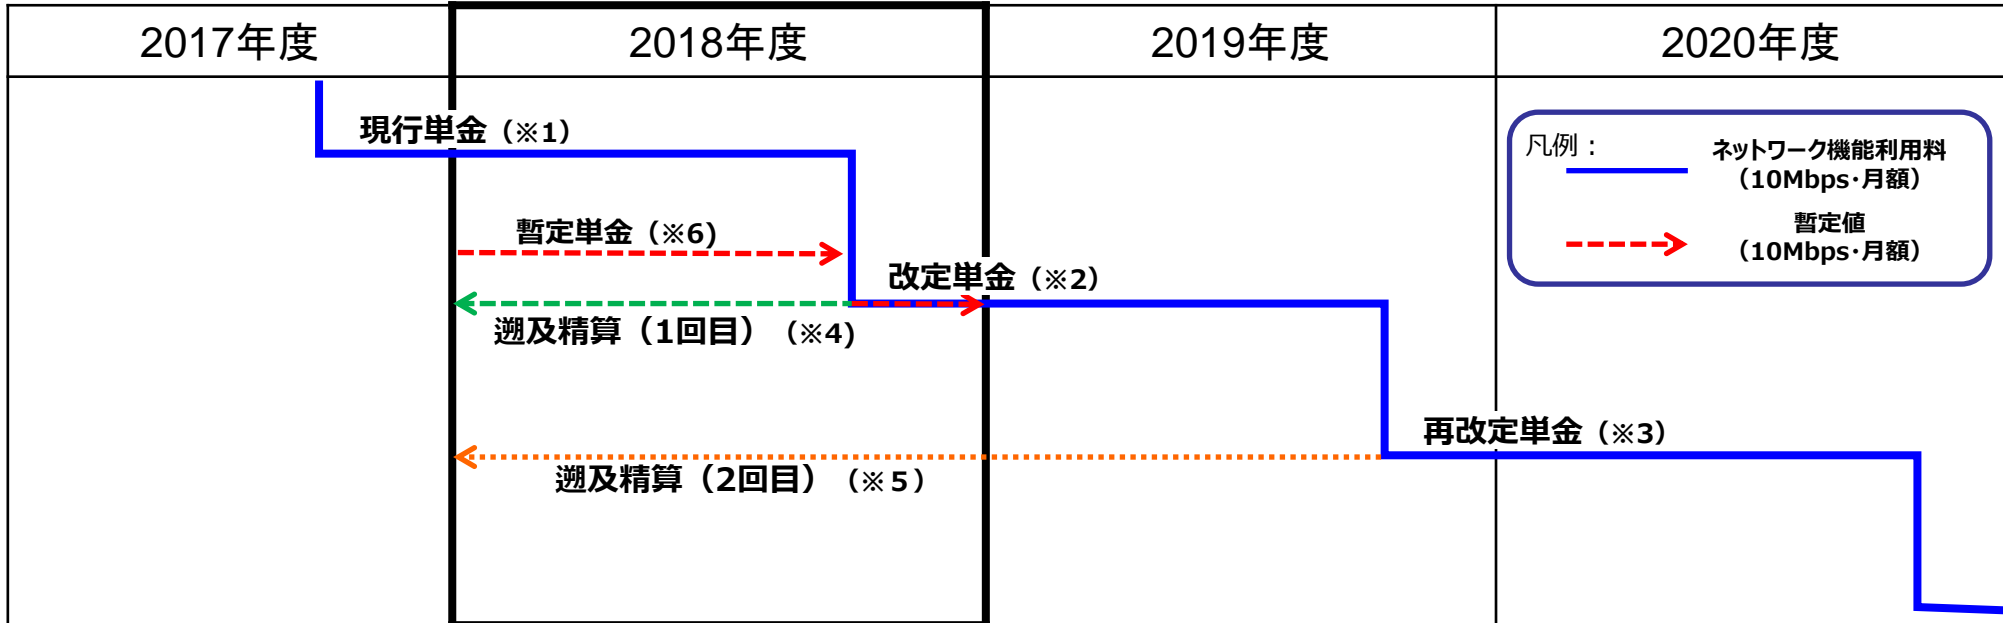 2017年度
2018年度
2019年度
2020年度
現行単金（※1）
凡例：
ネットワーク機能利用料
（10Mbps･月額）
暫定値
（10Mbps･月額）
暫定単金（※6)
改定単金（※2）
遡及精算（1回目）（※4)
再改定単金（※3）
遡及精算（2回目）（※５）